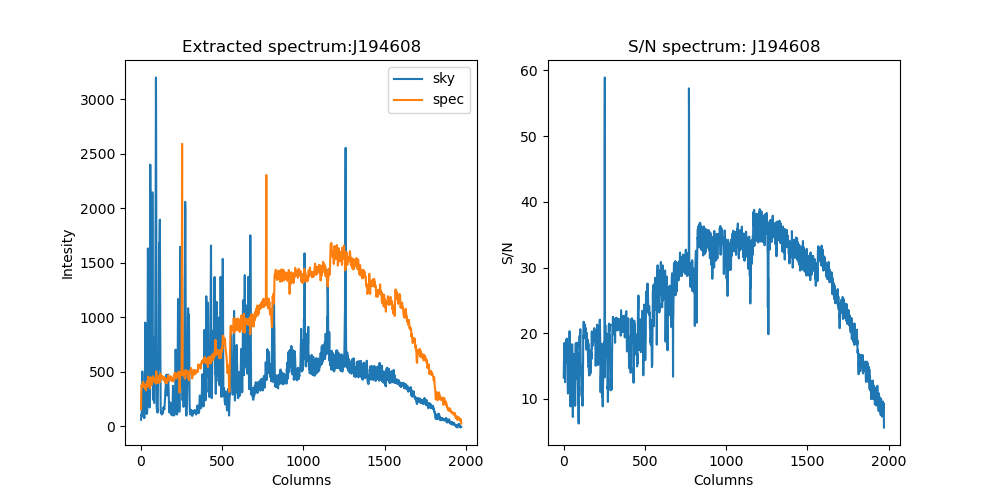 Extracted spectrum:J194608
Intesity
3000
2500
2000
1500
1000
500
0
sky
spec
0 500 1000 1500 2000
Columns
S/N spectrum: J194608
S/N
60
50
40
30
20
10
0 500 1000 1500 2000
Columns